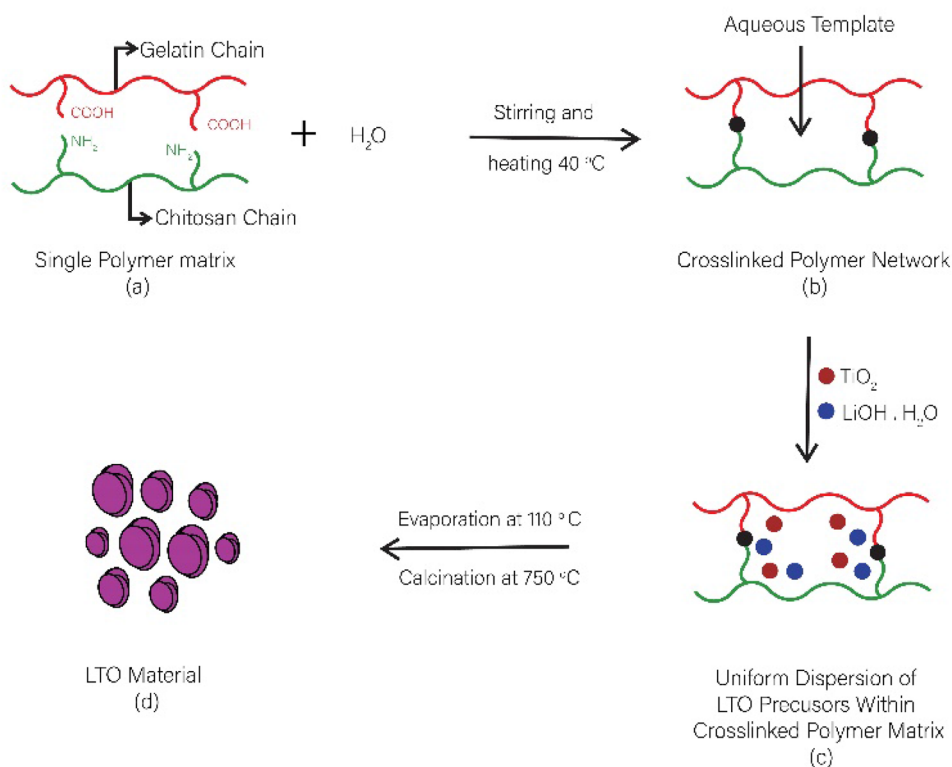 Gelatin Chain
COOH
COOH
NH2
NH2
Chitosan Chain
Single Polymer matrix
(a)
+
H2O
Stirring and
heating 40 °C
Aqueous Template
Crosslinked Polymer Network
(b)
TiO2
LiOH . H2O
Uniform Dispersion of
LTO Precusors Within
Crosslinked Polymer Matrix
(c)
Evaporation at 110 °C
Calcination at 750 °C
LTO Material
(d)